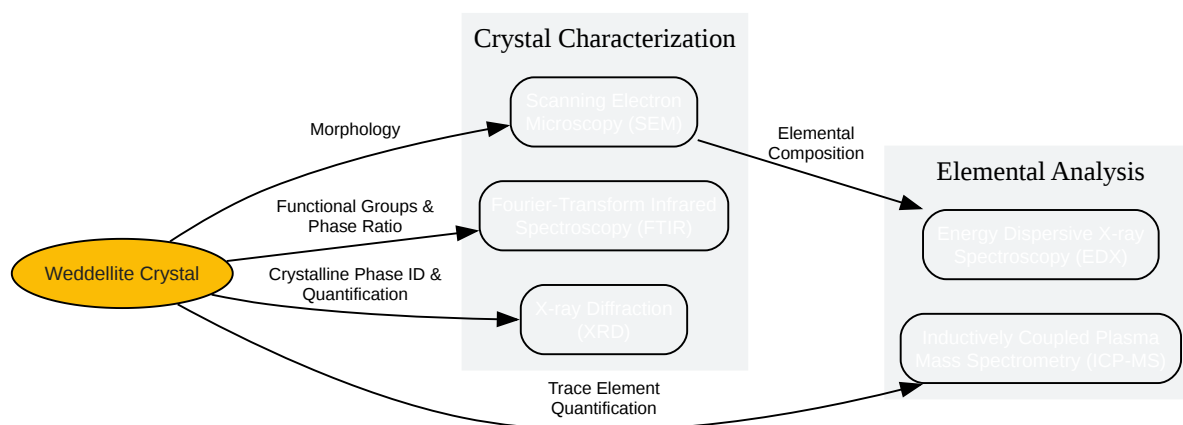 Crystal Characterization
Scanning Electron
Microscopy (SEM)
Morphology
Elemental
Composition
Elemental Analysis
Functional Groups &
Phase Ratio
Fourier-Transform Infrared
Spectroscopy (FTIR)
Energy Dispersive X-ray
Spectroscopy (EDX)
Weddellite Crystal
Crystalline Phase ID &
Quantification
X-ray Diffraction
(XRD)
Inductively Coupled Plasma
Mass Spectrometry (ICP-MS)
Trace Element
Quantification